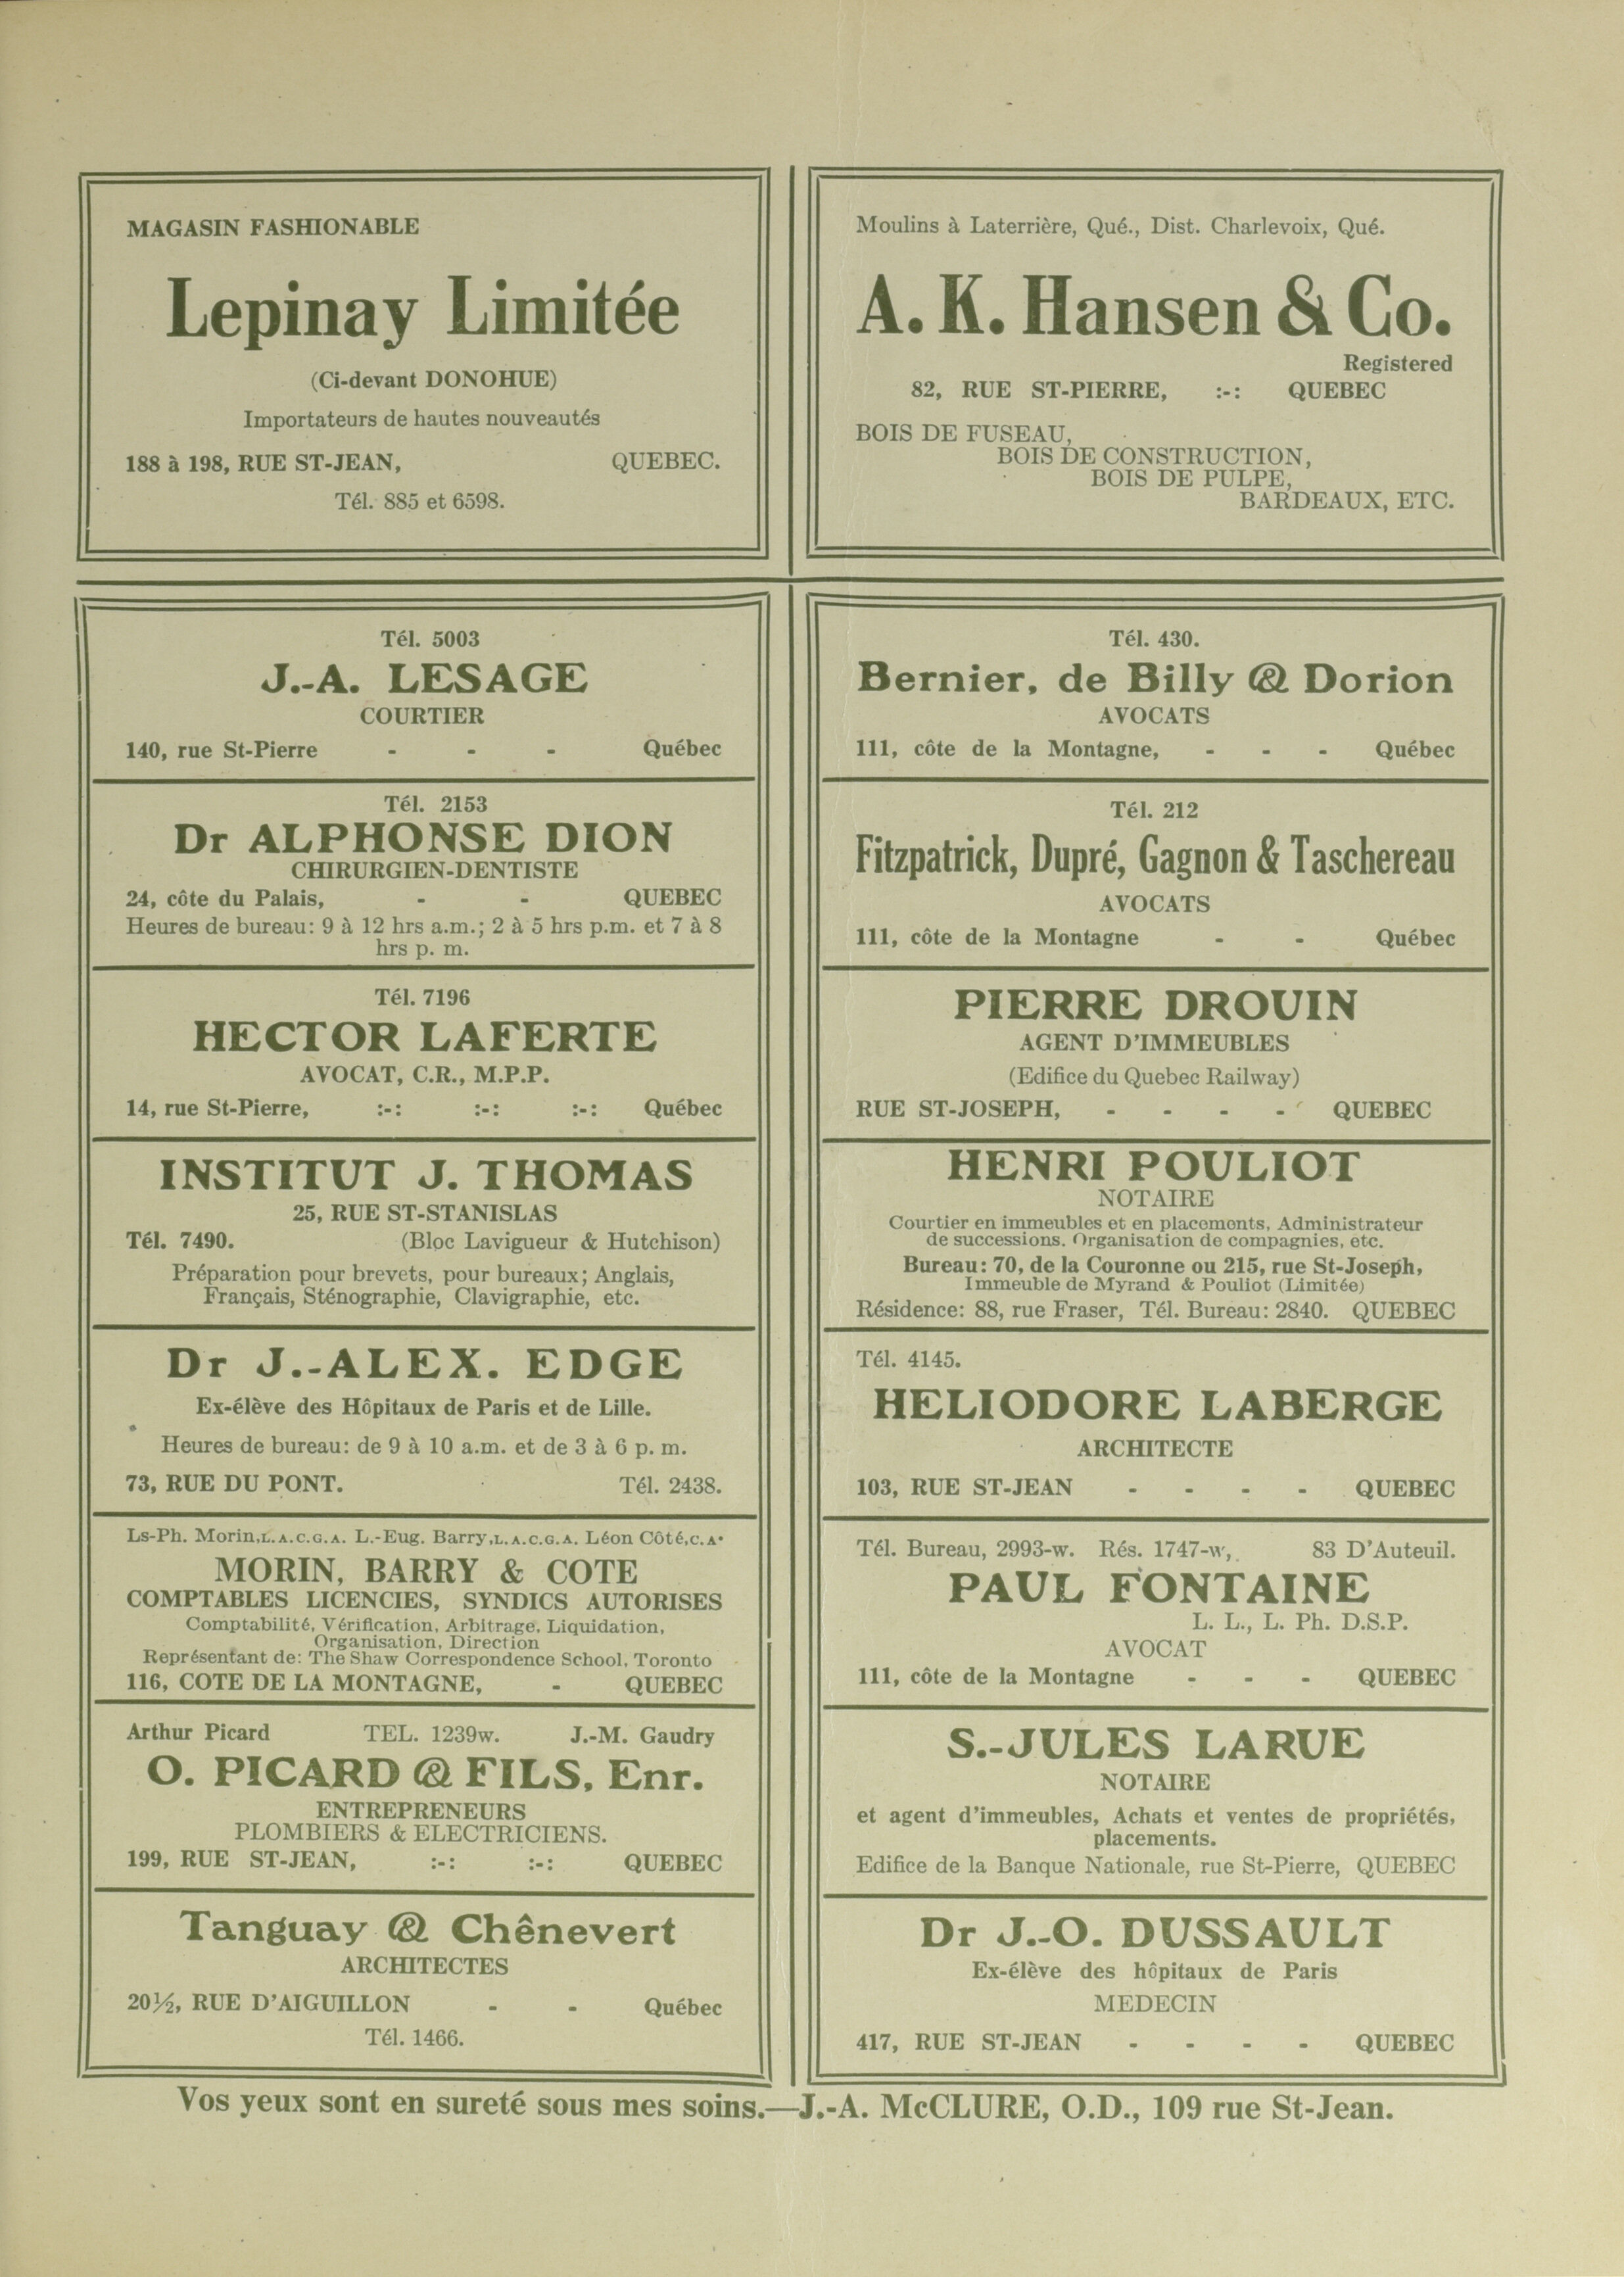 MAGASIN FASHIONABLE
Lepinay Limitée
(Ci-devant DONOHUE)
Importateurs de hautes nouveautés
188 à 198, RUE ST-JEAN, QUEBEC.
Tél. 885 et 6598.
Moulins à Laterrière, Qué., Dist. Charlevoix, Qué.
A. K. Hansen & Co.
Registered
82, RUE ST-PIERRE, :-: QUEBEC
BOIS DE FUSEAU,
BOIS DE CONSTRUCTION,
BOIS DE PULPE,
BARDEAUX, ETC.
Tél. 5003
J.-A. LESAGE
COURTIER
140, rue St-Pierre - - - Québec
Tél. 2153
Dr ALPHONSE DION
CHIRURGIEN-DENTISTE
24, côte du Palais, - - QUEBEC
Heures de bureau: 9 à 12 hrs a.m.; 2 à 5 hrs p.m. et 7 à 8
hrs p. m.
Tél. 7196
HECTOR LAFERTE
AVOCAT, C.R., M.P.P.
14, rue St-Pierre, :-: :-: :-: Québec
INSTITUT J. THOMAS
25, RUE ST-STANISLAS
Tél. 7490. (Bloc Lavigueur & Hutchison)
Préparation pour brevets, pour bureaux; Anglais,
Français, Sténographie, Clavigraphie, etc.
Dr J.-ALEX. EDGE
Ex-élève des Hôpitaux de Paris et de Lille.
Heures de bureau: de 9 à 10 a.m. et de 3 à 6 p. m.
73, RUE DU PONT. Tél. 2438.
Ls-Ph. Morin,L.A.C.G.A. L.-Eug. Barry,L.A.C.G.A. Léon Côté,C.A.
MORIN, BARRY & COTE
COMPTABLES LICENCIES, SYNDICS AUTORISES
Comptabilité, Vérification, Arbitrage, Liquidation,
Organisation, Direction
Représentant de: The Shaw Correspondence School, Toronto
116, COTE DE LA MONTAGNE, - QUEBEC
Arthur Picard TEL. 1239w. J.-M. Gaudry
O. PICARD & FILS, Enr.
ENTREPRENEURS
PLOMBIERS & ELECTRICIENS.
199, RUE ST-JEAN, :-: :-: QUEBEC
Tanguay & Chênevert
ARCHITECTES
20½, RUE D'AIGUILLON - - Québec
Tél. 1466.
Tél. 430.
Bernier, de Billy & Dorion
AVOCATS
111, côte de la Montagne, - - - Québec
Tél. 212
Fitzpatrick, Dupré, Gagnon & Taschereau
AVOCATS
111, côte de la Montagne - - Québec
PIERRE DROUIN
AGENT D'IMMEUBLES
(Edifice du Quebec Railway)
RUE ST-JOSEPH, - - - - QUEBEC
HENRI POULIOT
NOTAIRE
Courtier en immeubles et en placements, Administrateur
de successions. Organisation de compagnies, etc.
Bureau: 70, de la Couronne ou 215, rue St-Joseph,
Immeuble de Myrand & Pouliot (Limitée)
Résidence: 88, rue Fraser, Tél. Bureau: 2840. QUEBEC
Tél. 4145.
HELIODORE LABERGE
ARCHITECTE
103, RUE ST-JEAN - - - - QUEBEC
Tél. Bureau, 2993-w. Rés. 1747-w, 83 D'Auteuil.
PAUL FONTAINE
L. L., L. Ph. D.S.P.
AVOCAT
111, côte de la Montagne - - - QUEBEC
S.-JULES LARUE
NOTAIRE
et agent d'immeubles, Achats et ventes de propriétés,
placements.
Edifice de la Banque Nationale, rue St-Pierre, QUEBEC
Dr J.-O. DUSSAULT
Ex-élève des hôpitaux de Paris
MEDECIN
417, RUE ST-JEAN - - - - QUEBEC
Vos yeux sont en sureté sous mes soins.—J.-A. McCLURE, O.D., 109 rue St-Jean.